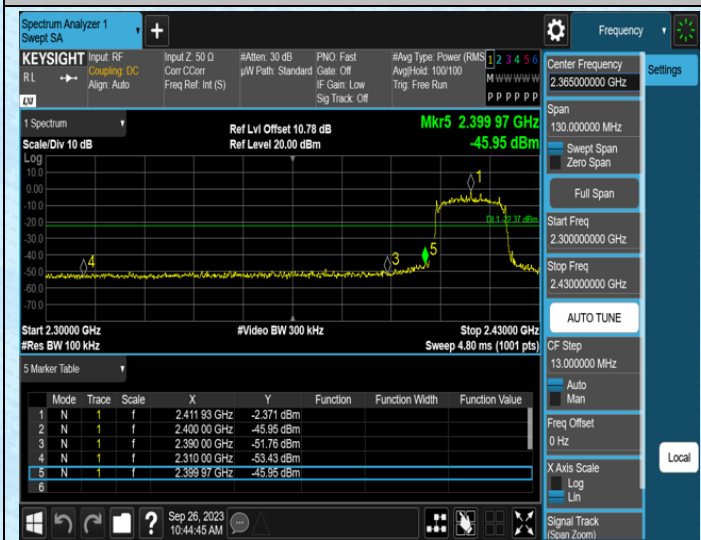 Spectrum Analyzer 1
Swept SA
+
Frequency
KEYSIGHT
RL
LXI
Input: RF
Coupling: DC
Align: Auto
Input Z: 50 Ω
Corr CCorr
Freq Ref: Int (S)
#Atten: 30 dB
µW Path: Standard
PNO: Fast
Gate: Off
IF Gain: Low
Sig Track: Off
#Avg Type: Power (RMS
Avg|Hold: 100/100
Trig: Free Run
1 2 3 4 5 6
M W W W W W
P P P P P P
1 Spectrum
Scale/Div 10 dB
Ref Lvl Offset 10.78 dB
Ref Level 20.00 dBm
Mkr5 2.399 97 GHz
-45.95 dBm
Log
10.0
0.00
-10.0
-20.0
-30.0
-40.0
-50.0
-60.0
-70.0
1
DL1 -22.37 dBm
4
3
5
Start 2.30000 GHz
#Video BW 300 kHz
Stop 2.43000 GHz
#Res BW 100 kHz
Sweep 4.80 ms (1001 pts)
5 Marker Table
Mode Trace Scale X Y Function Function Width Function Value
1 N 1 f 2.411 93 GHz -2.371 dBm
2 N 1 f 2.400 00 GHz -45.95 dBm
3 N 1 f 2.390 00 GHz -51.76 dBm
4 N 1 f 2.310 00 GHz -53.43 dBm
5 N 1 f 2.399 97 GHz -45.95 dBm
6
?
Sep 26, 2023
10:44:45 AM
Center Frequency
2.365000000 GHz
Settings
Span
130.000000 MHz
Swept Span
Zero Span
Full Span
Start Freq
2.300000000 GHz
Stop Freq
2.430000000 GHz
AUTO TUNE
CF Step
13.000000 MHz
Auto
Man
Freq Offset
0 Hz
Local
X Axis Scale
Log
Lin
Signal Track
(Span Zoom)